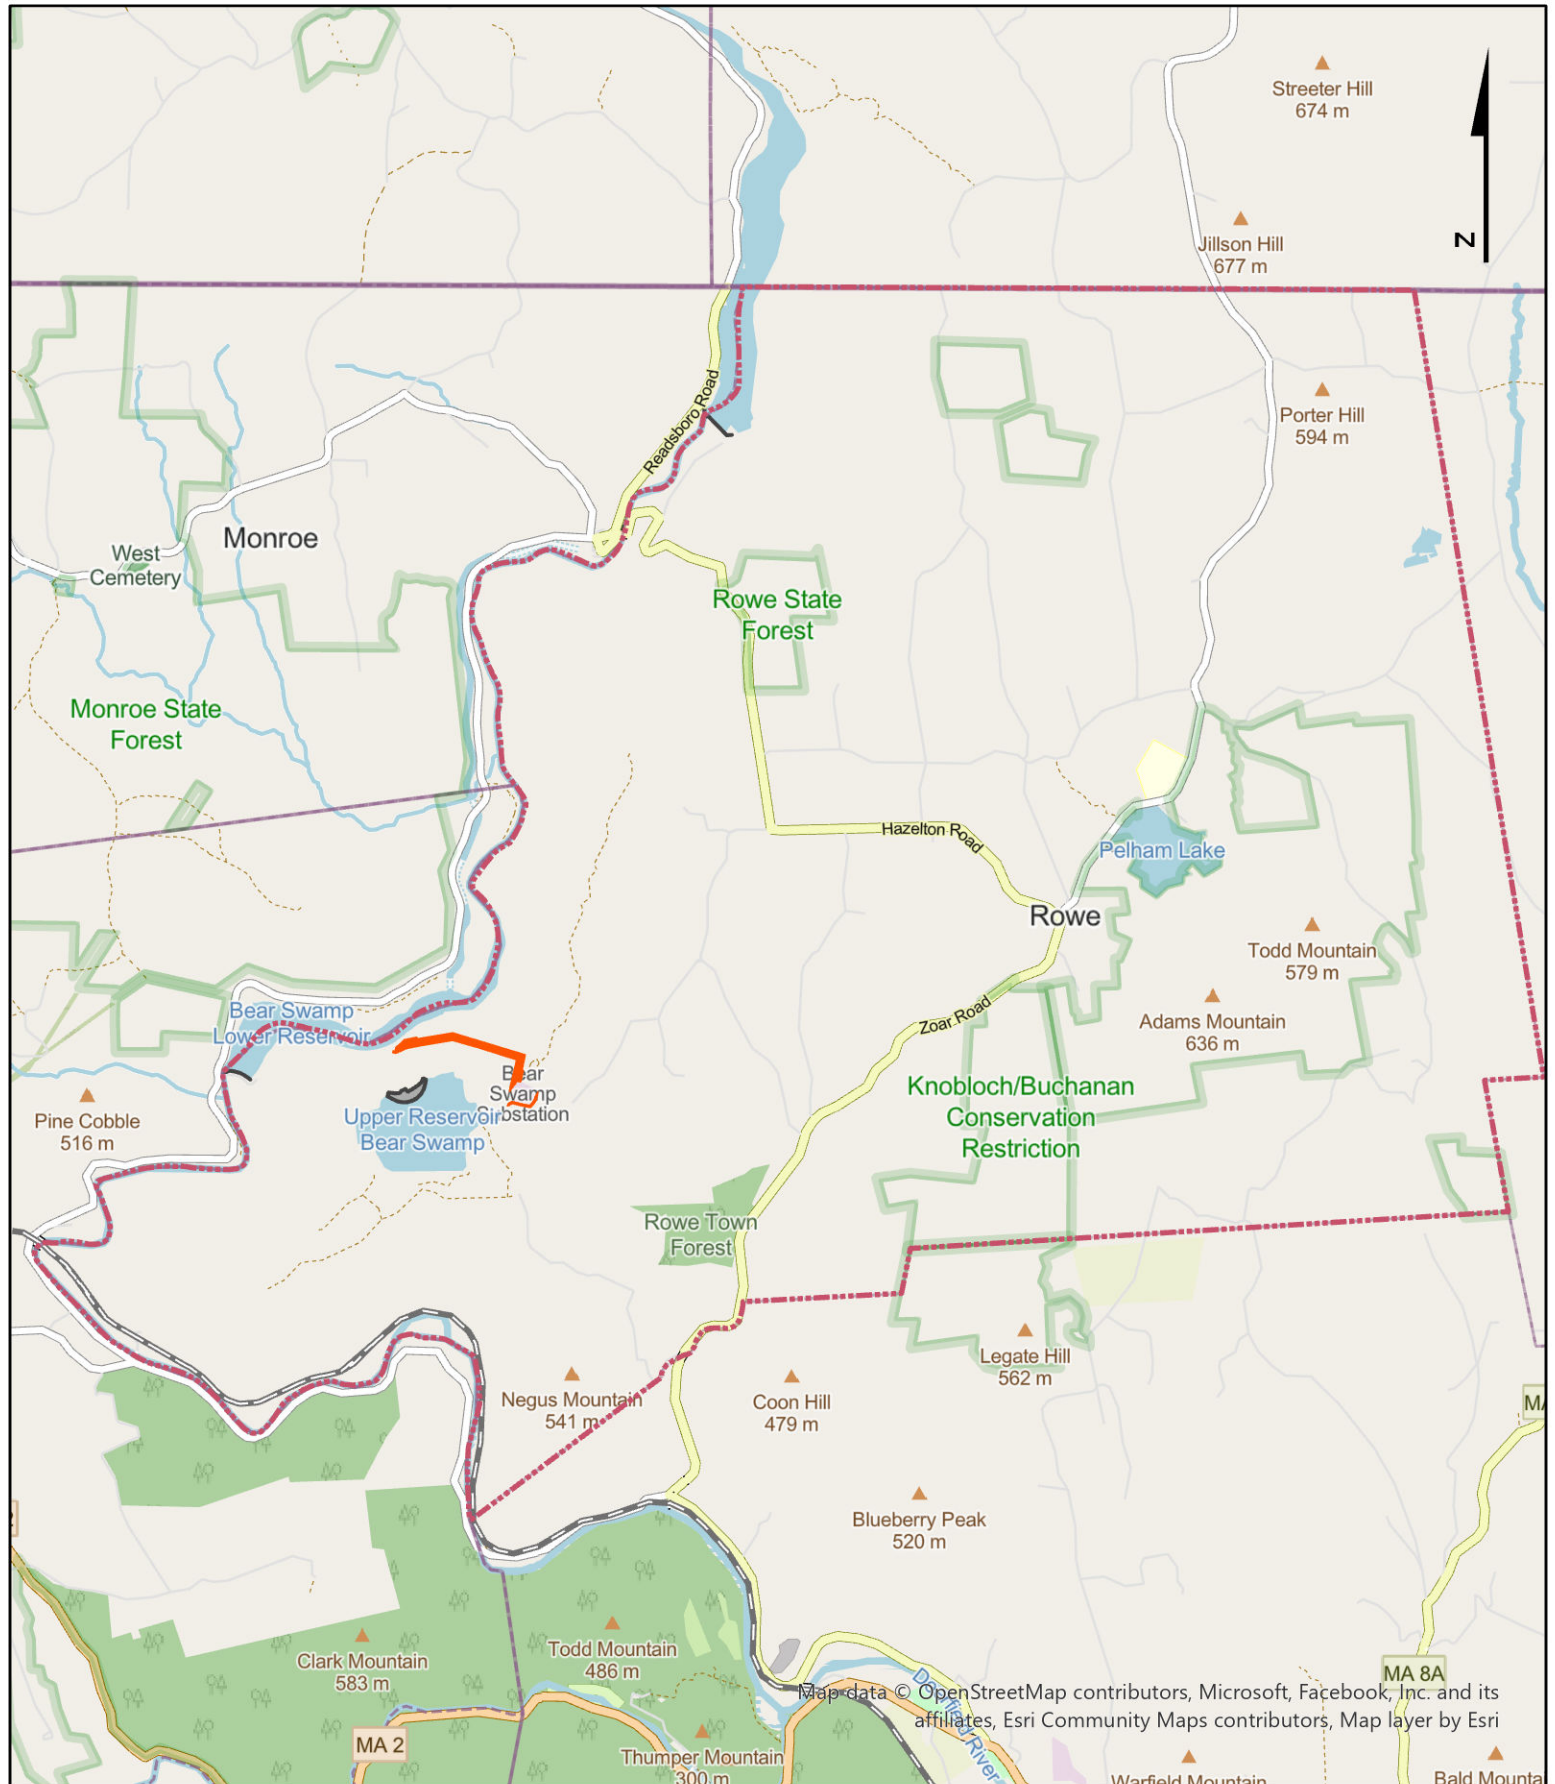 Streeter Hill
674 m
N
Jillson Hill
677 m
Readsboro Road
Porter Hill
594 m
Monroe
West
Cemetery
Rowe State
Forest
Monroe State
Forest
Hazelton Road
Pelham Lake
Rowe
Todd Mountain
579 m
Bear Swamp
Lower Reservoir
Zoar Road
Adams Mountain
636 m
Bear
Swamp
Substation
Pine Cobble
516 m
Upper Reservoir
Bear Swamp
Knobloch/Buchanan
Conservation
Restriction
Rowe Town
Forest
Legate Hill
562 m
Negus Mountain
541 m
Coon Hill
479 m
MA
Blueberry Peak
520 m
Clark Mountain
583 m
Todd Mountain
486 m
MA 8A
Deerfield River
Map data © OpenStreetMap contributors, Microsoft, Facebook, Inc. and its
affiliates, Esri Community Maps contributors, Map layer by Esri
MA 2
Thumper Mountain
300 m
Warfield Mountain
Bald Mounta